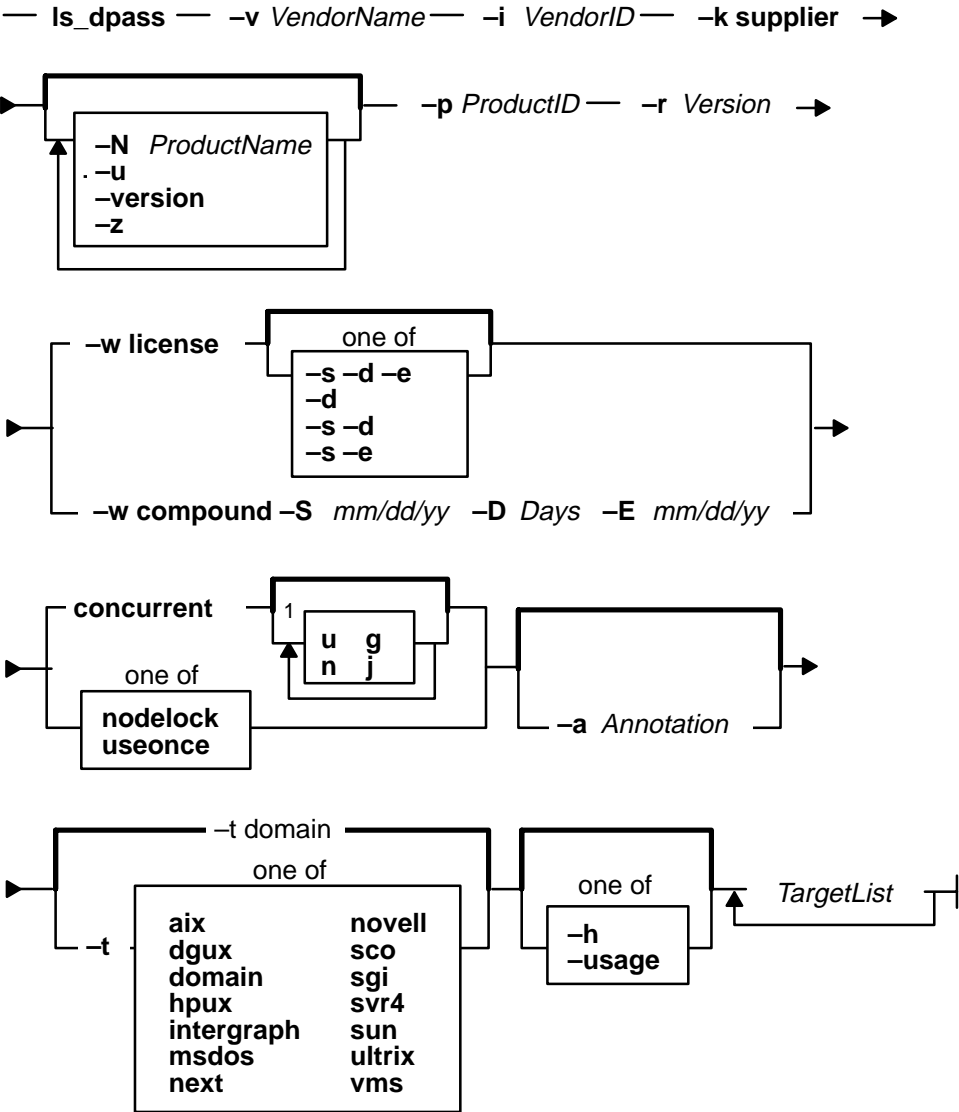 ls_dpass –v VendorName –i VendorID –k supplier
–p ProductID –r Version
–N ProductName
–u
–version
–z
–w license
one of
–s –d –e
–d
–s –d
–s –e
–w compound –S mm/dd/yy –D Days –E mm/dd/yy
concurrent
1
u g
n j
one of
nodelock
useonce
–a Annotation
–t domain
one of
–t
aix novell
dgux sco
domain sgi
hpux svr4
intergraph sun
msdos ultrix
next vms
one of
–h
–usage
TargetList